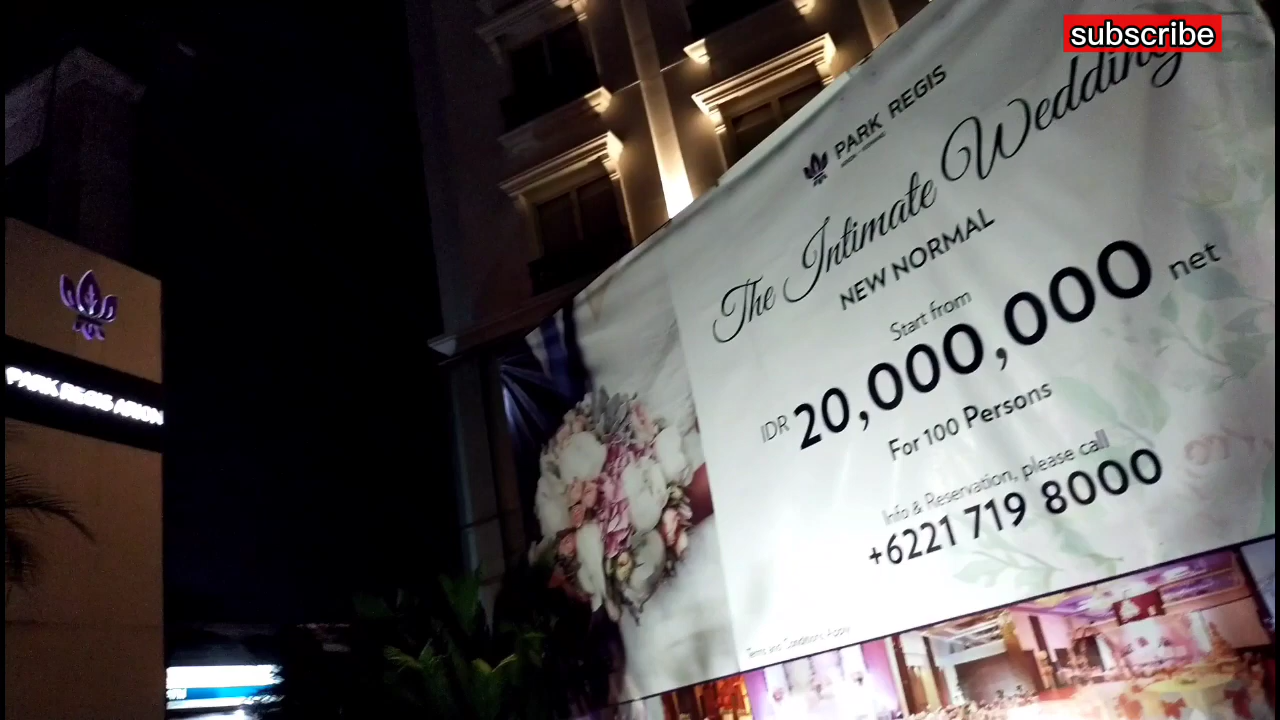 subscribe
PARK REGIS
The Intimate Wedding
NEW NORMAL
Start from
IDR 20,000,000 net
For 100 Persons
Info & Reservation, please call
+6221 719 8000
Terms and Conditions Apply
PARK REGIS ARION